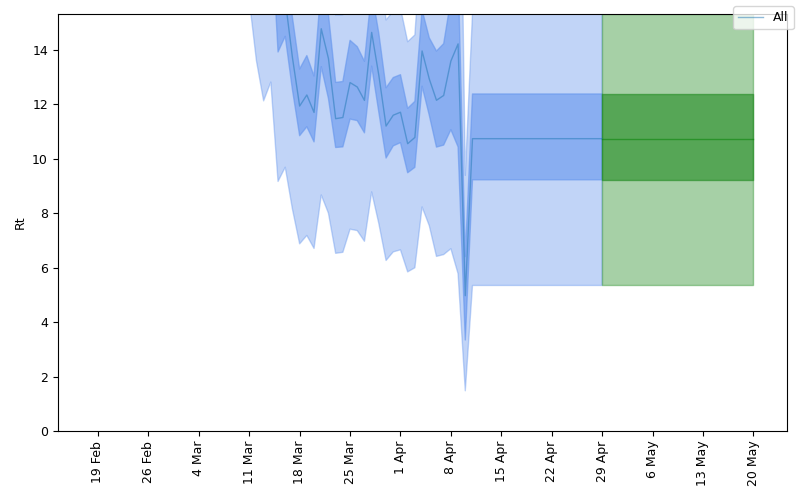 All
14
12
10
8
6
4
2
0
Rt
19 Feb
26 Feb
4 Mar
11 Mar
18 Mar
25 Mar
1 Apr
8 Apr
15 Apr
22 Apr
29 Apr
6 May
13 May
20 May